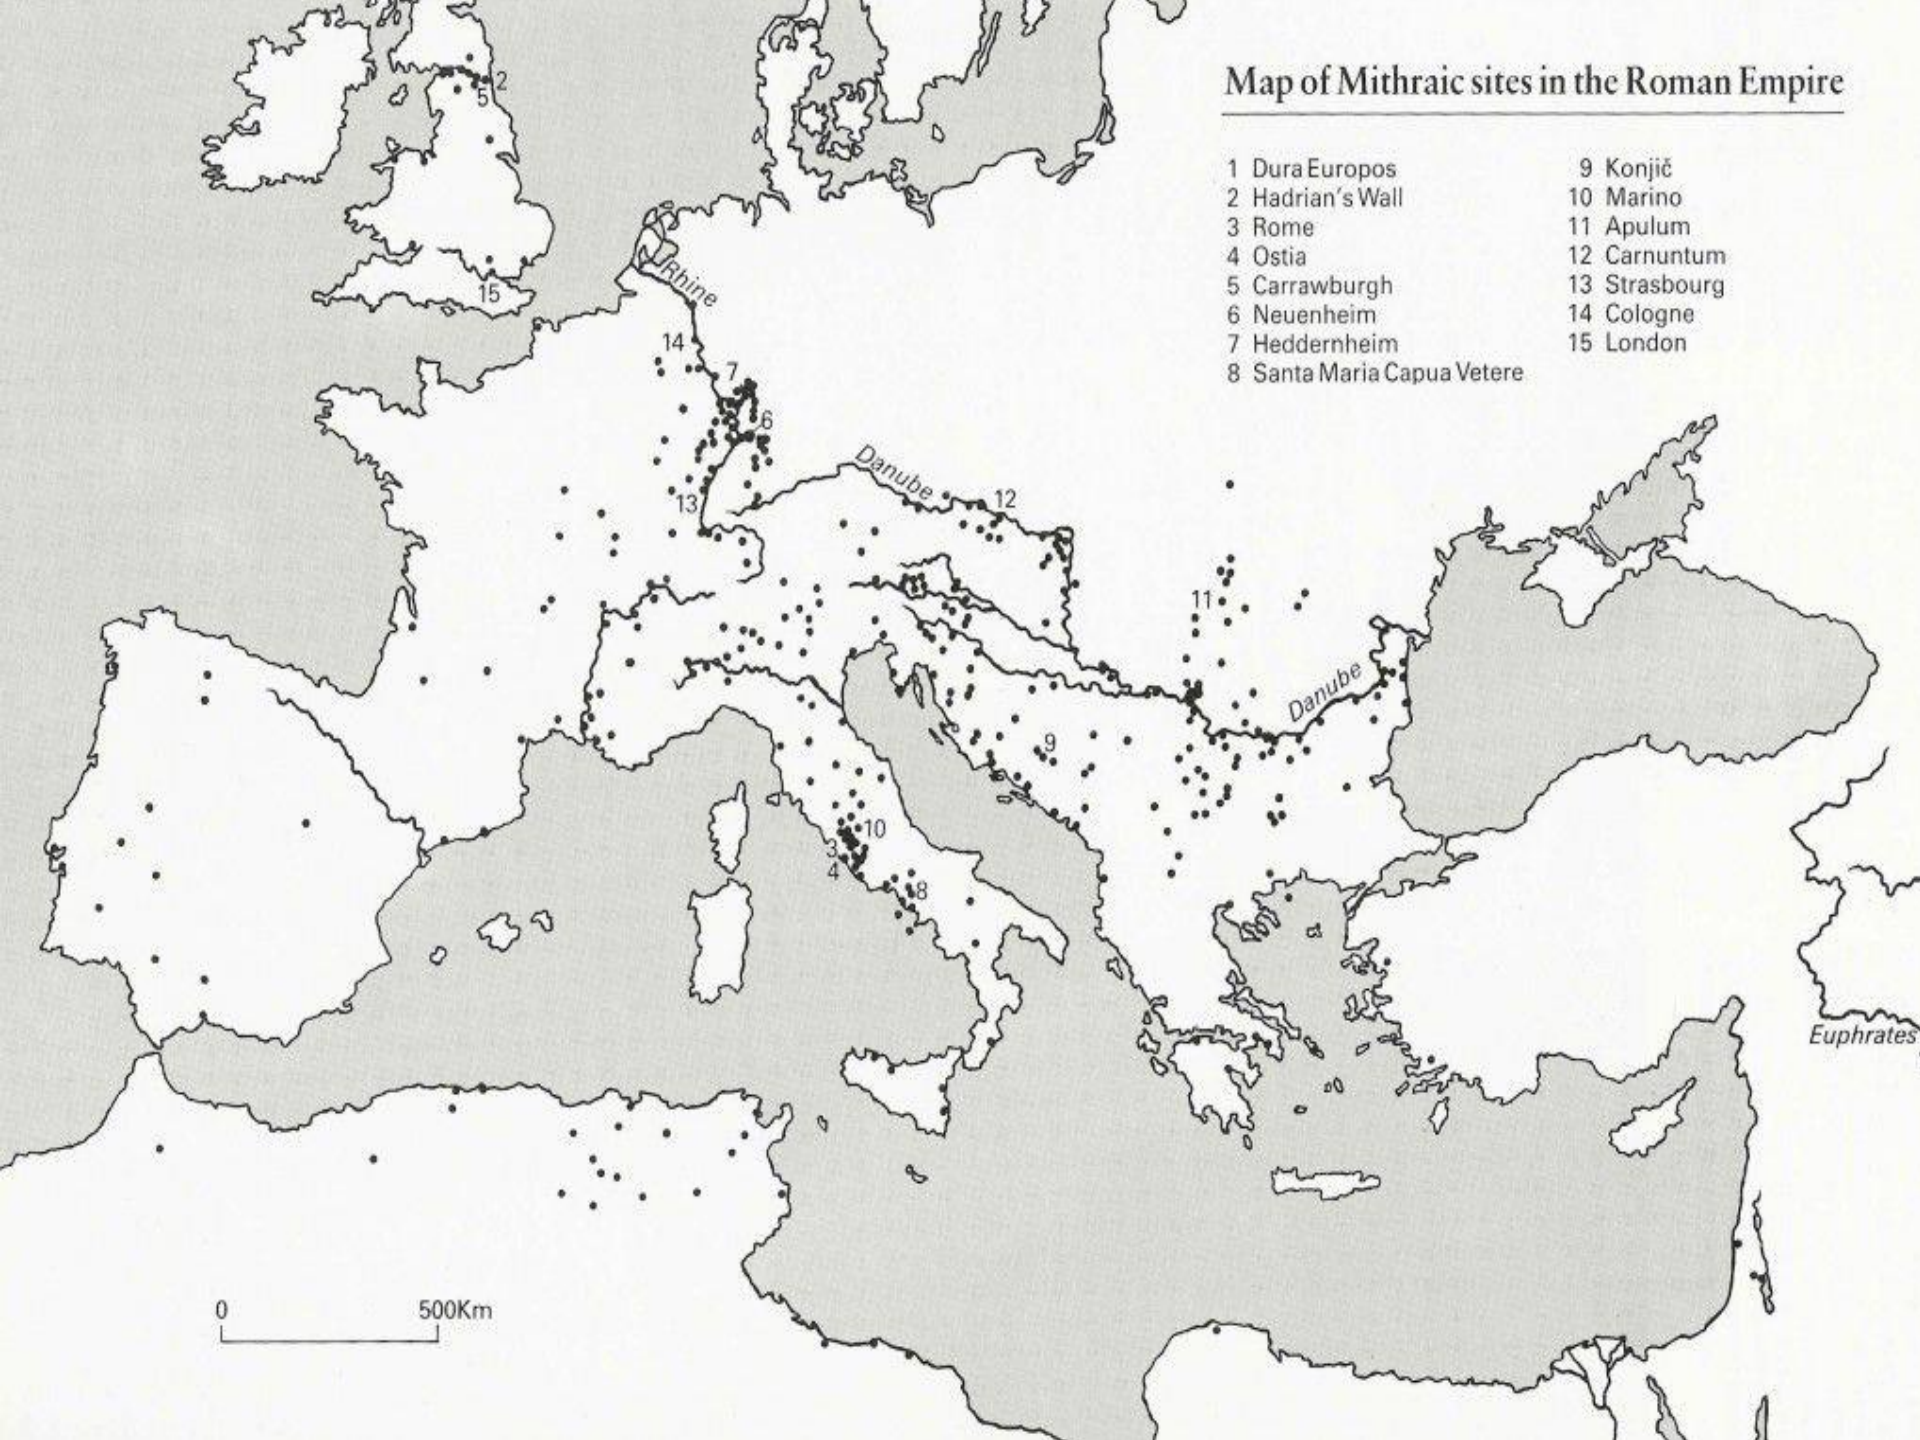 Map of Mithraic sites in the Roman Empire
1 Dura Europos
2 Hadrian's Wall
3 Rome
4 Ostia
5 Carrawburgh
6 Neuenheim
7 Heddernheim
8 Santa Maria Capua Vetere
9 Konjič
10 Marino
11 Apulum
12 Carnuntum
13 Strasbourg
14 Cologne
15 London
2
5
15
Rhine
14
7
6
13
Danube
12
11
Danube
9
10
3
4
8
Euphrates
0 500Km